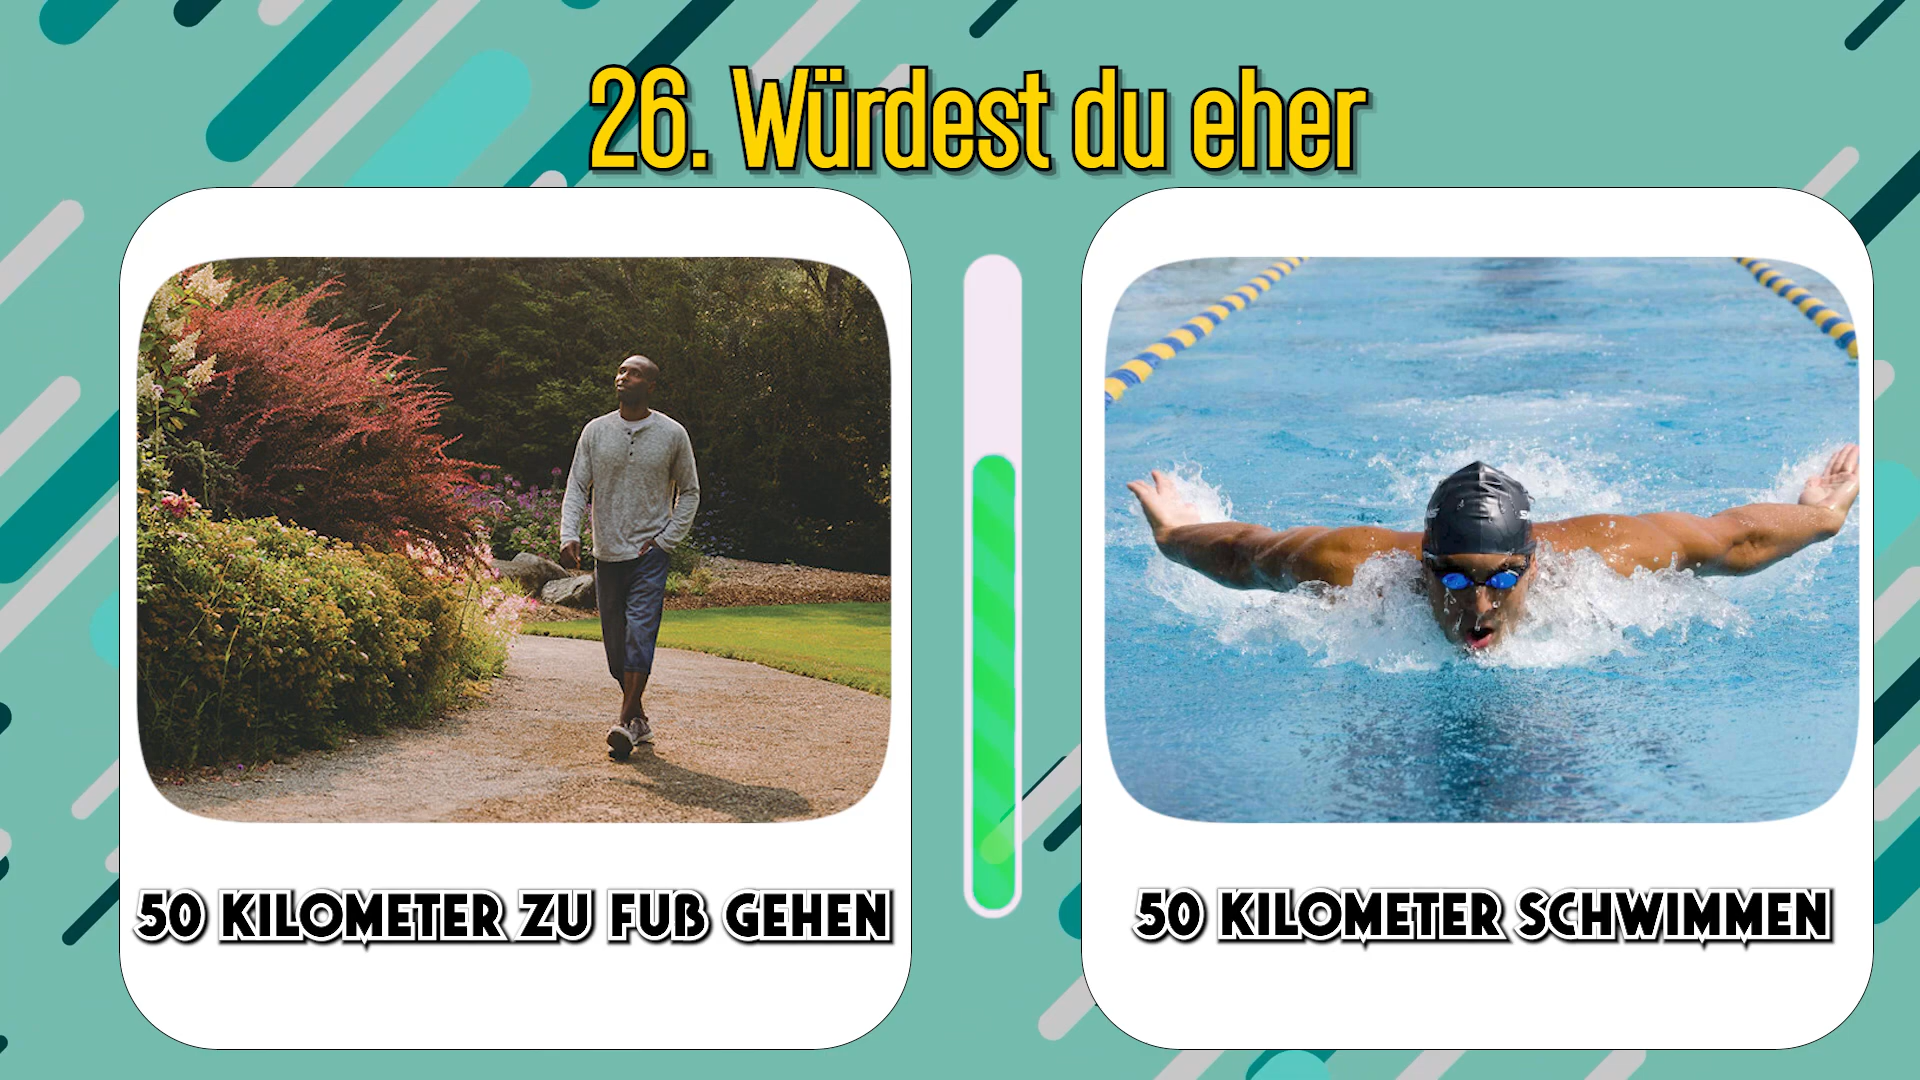 26. Würdest du eher
50 KILOMETER ZU FUß GEHEN
50 KILOMETER SCHWIMMEN